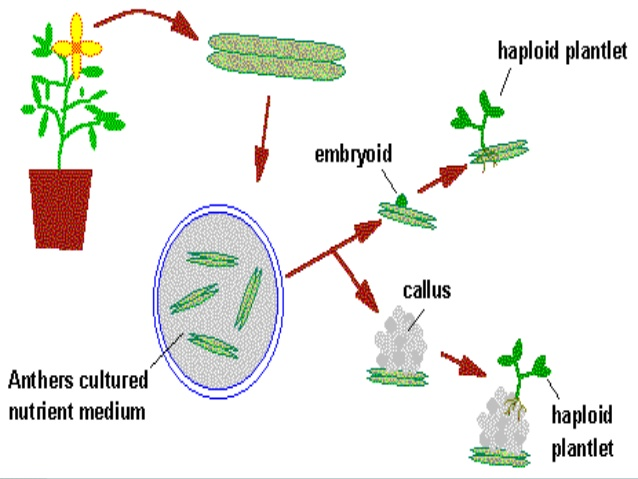 haploid plantlet
embryoid
callus
Anthers cultured
nutrient medium
haploid
plantlet